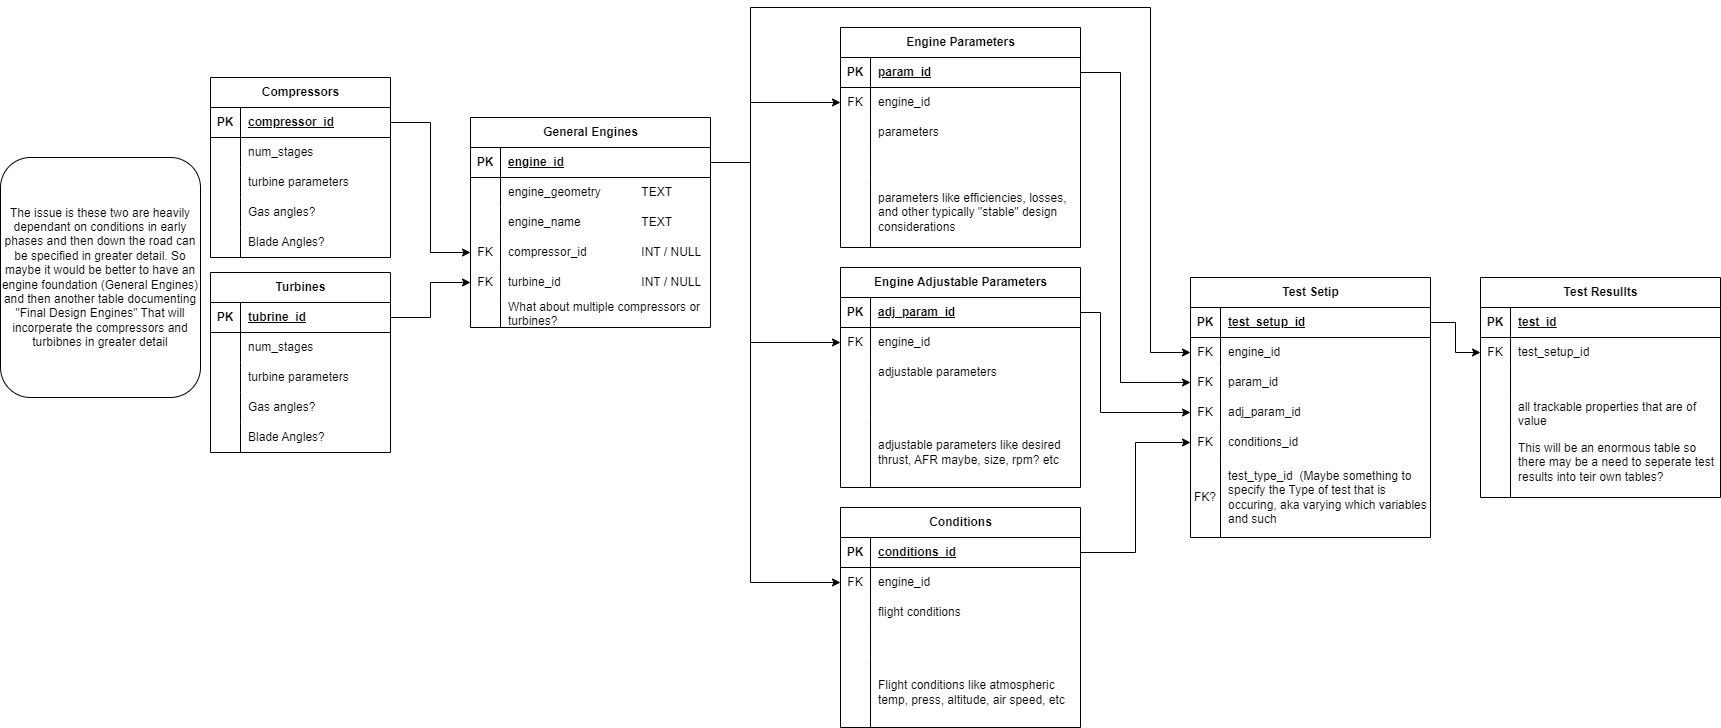 The issue is these two are heavily
dependant on conditions in early
phases and then down the road can
be specified in greater detail. So
maybe it would be better to have an
engine foundation (General Engines)
and then another table documenting
"Final Design Engines" That will
incorperate the compressors and
turbibnes in greater detail
Compressors
PK compressor_id
num_stages
turbine parameters
Gas angles?
Blade Angles?
Turbines
PK tubrine_id
num_stages
turbine parameters
Gas angles?
Blade Angles?
General Engines
PK engine_id
engine_geometry TEXT
engine_name TEXT
FK compressor_id INT / NULL
FK turbine_id INT / NULL
What about multiple compressors or
turbines?
Engine Parameters
PK param_id
FK engine_id
parameters
parameters like efficiencies, losses,
and other typically "stable" design
considerations
Engine Adjustable Parameters
PK adj_param_id
FK engine_id
adjustable parameters
adjustable parameters like desired
thrust, AFR maybe, size, rpm? etc
Conditions
PK conditions_id
FK engine_id
flight conditions
Flight conditions like atmospheric
temp, press, altitude, air speed, etc
Test Setip
PK test_setup_id
FK engine_id
FK param_id
FK adj_param_id
FK conditions_id
FK? test_type_id (Maybe something to
specify the Type of test that is
occuring, aka varying which variables
and such
Test Resullts
PK test_id
FK test_setup_id
all trackable properties that are of
value
This will be an enormous table so
there may be a need to seperate test
results into teir own tables?